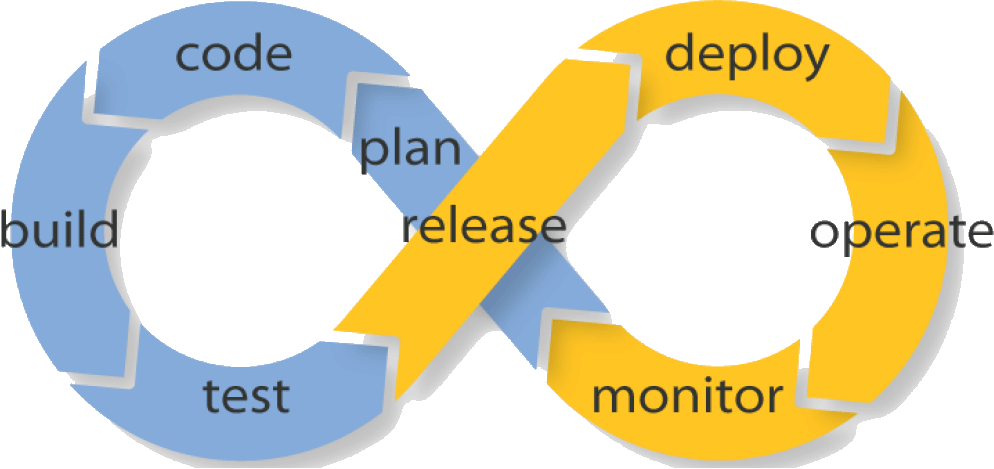 code
deploy
plan
build
release
operate
test
monitor